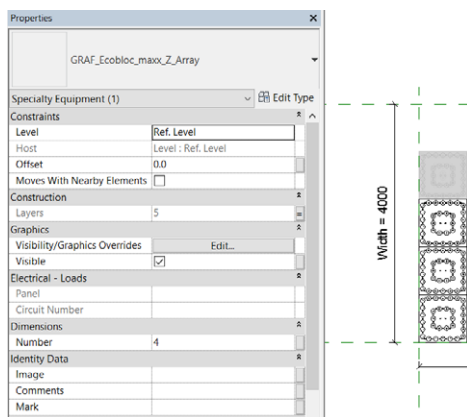 Properties
GRAF_Ecobloc_maxx_Z_Array
Specialty Equipment (1)
Edit Type
Constraints
Level Ref. Level
Host Level : Ref. Level
Offset 0.0
Moves With Nearby Elements
Construction
Layers 5 =
Graphics
Visibility/Graphics Overrides Edit...
Visible
Electrical - Loads
Panel
Circuit Number
Dimensions
Number 4
Identity Data
Image
Comments
Mark
Width = 4000